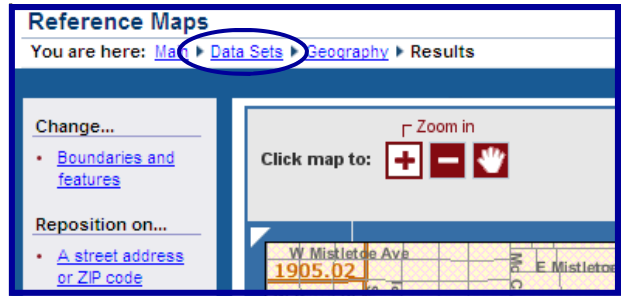 Reference Maps
You are here: Main ▸ Data Sets ▸ Geography ▸ Results
Change...
• Boundaries and
features
Reposition on...
• A street address
or ZIP code
Zoom in
Click map to:
W Mistletoe Ave
1905.02
E Mistletoe